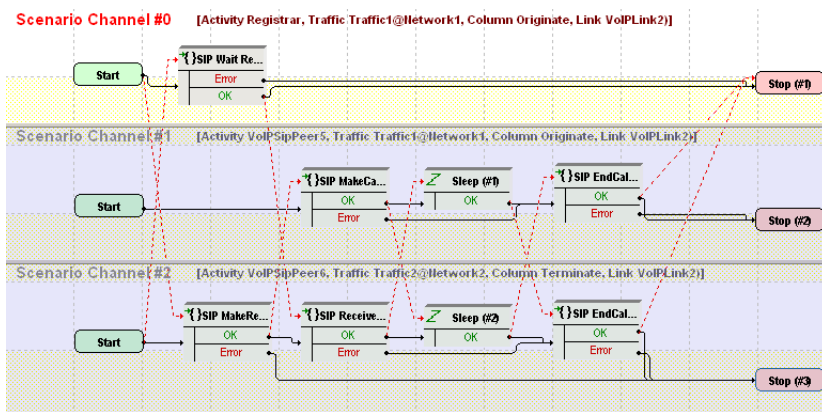 Scenario Channel #0 [Activity Registrar, Traffic Traffic1@Network1, Column Originate, Link VoIPLink2)]
{}SIP Wait Re...
Error
OK
Start
Stop (#1)
Scenario Channel #1 [Activity VoIPSipPeer5, Traffic Traffic1@Network1, Column Originate, Link VoIPLink2)]
{}SIP MakeCa...
OK
Error
Z Sleep (#1)
OK
{}SIP EndCal...
OK
Error
Start
Stop (#2)
Scenario Channel #2 [Activity VoIPSipPeer6, Traffic Traffic2@Network2, Column Terminate, Link VoIPLink2)]
{}SIP MakeRe...
OK
Error
{}SIP Receive...
OK
Error
Z Sleep (#2)
OK
{}SIP EndCal...
OK
Error
Start
Stop (#3)